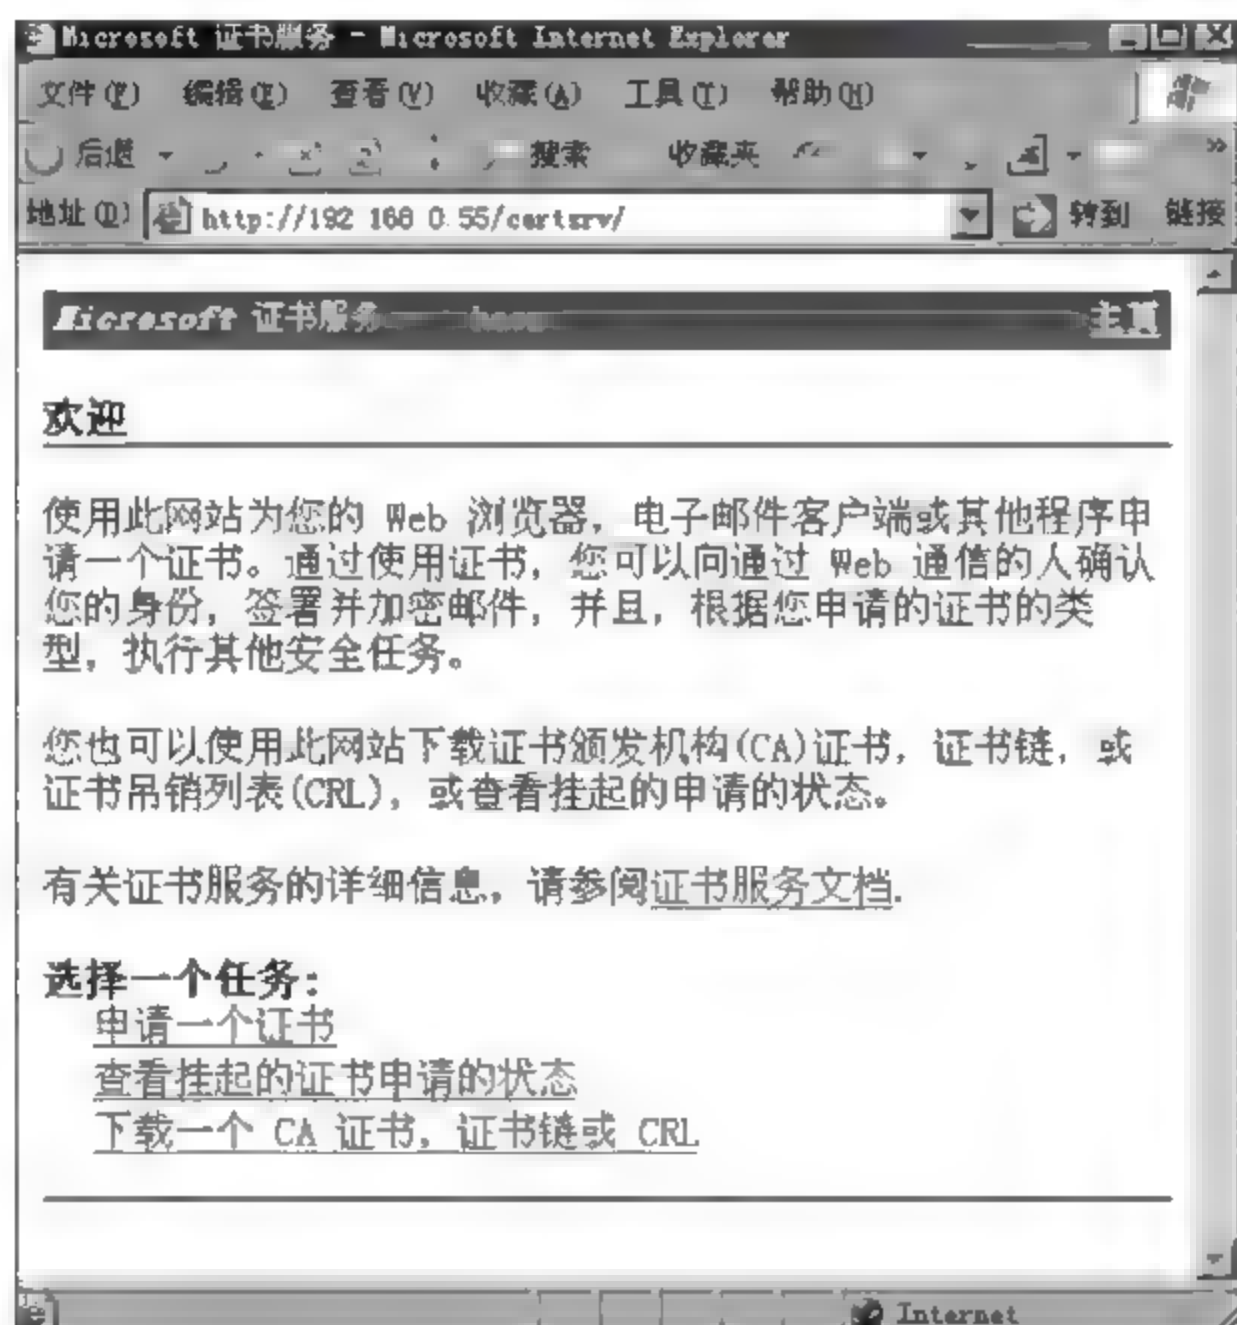 Microsoft 证书服务 - Microsoft Internet Explorer
文件(F) 编辑(E) 查看(V) 收藏(A) 工具(T) 帮助(H)
后退 搜索 收藏夹 »
地址(D) http://192.168.0.55/certsrv/ 转到 链接
Microsoft 证书服务 主页
欢迎
使用此网站为您的 Web 浏览器，电子邮件客户端或其他程序申
请一个证书。通过使用证书，您可以向通过 Web 通信的人确认
您的身份，签署并加密邮件，并且，根据您申请的证书的类
型，执行其他安全任务。
您也可以使用此网站下载证书颁发机构(CA)证书，证书链，或
证书吊销列表(CRL)，或查看挂起的申请的状态。
有关证书服务的详细信息，请参阅证书服务文档.
选择一个任务:
申请一个证书
查看挂起的证书申请的状态
下载一个 CA 证书，证书链或 CRL
Internet